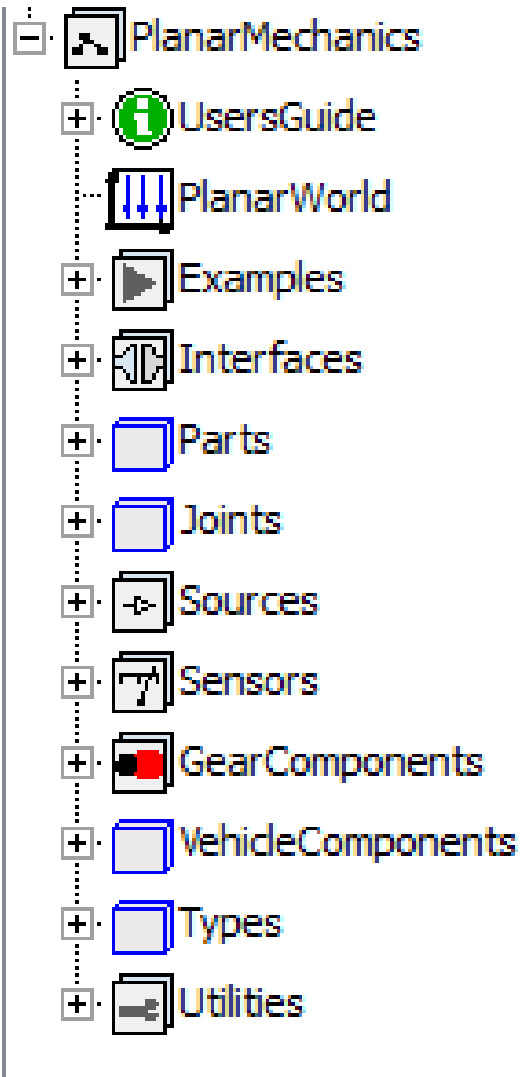 PlanarMechanics
UsersGuide
PlanarWorld
Examples
Interfaces
Parts
Joints
Sources
Sensors
GearComponents
VehicleComponents
Types
Utilities